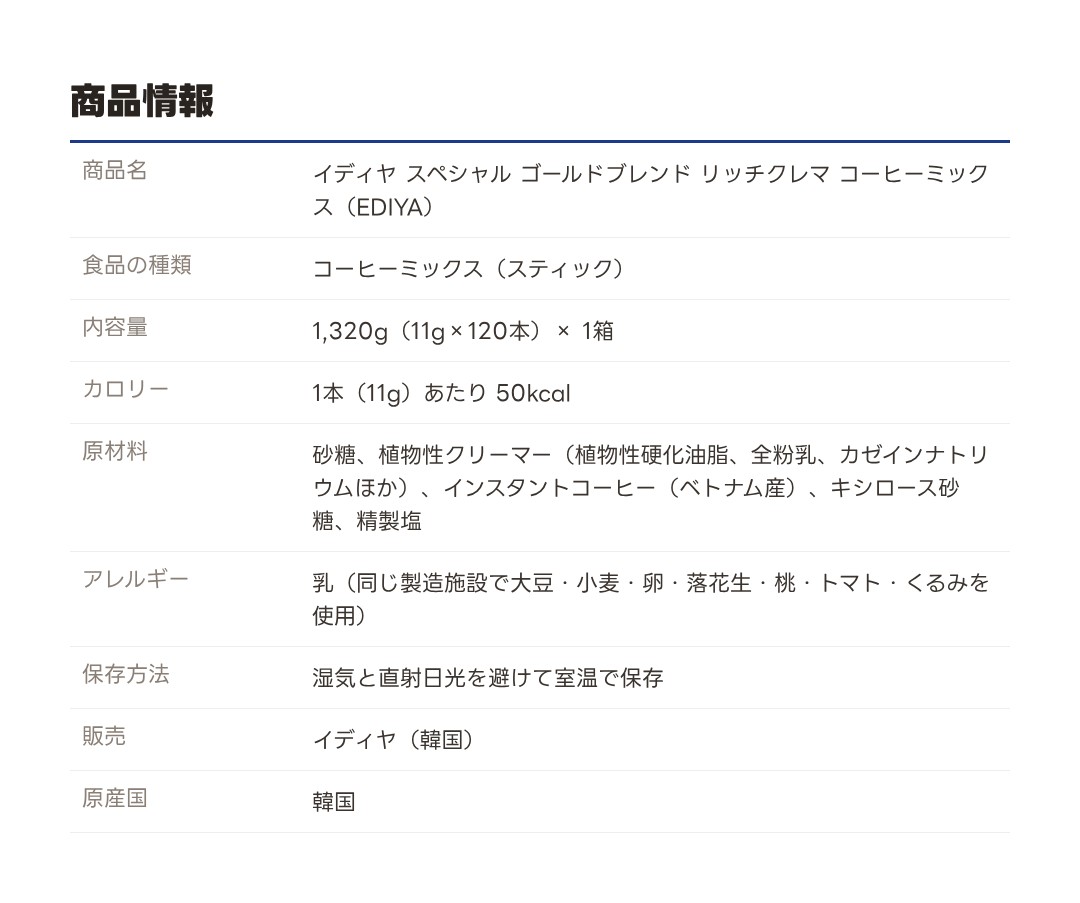 商品情報
商品名
イディヤ スペシャル ゴールドブレンド リッチクレマ コーヒーミック
ス（EDIYA）
食品の種類
コーヒーミックス（スティック）
内容量
1,320g（11g×120本）× 1箱
カロリー
1本（11g）あたり 50kcal
原材料
砂糖、植物性クリーマー（植物性硬化油脂、全粉乳、カゼインナトリ
ウムほか）、インスタントコーヒー（ベトナム産）、キシロース砂
糖、精製塩
アレルギー
乳（同じ製造施設で大豆・小麦・卵・落花生・桃・トマト・くるみを
使用）
保存方法
湿気と直射日光を避けて室温で保存
販売
イディヤ（韓国）
原産国
韓国